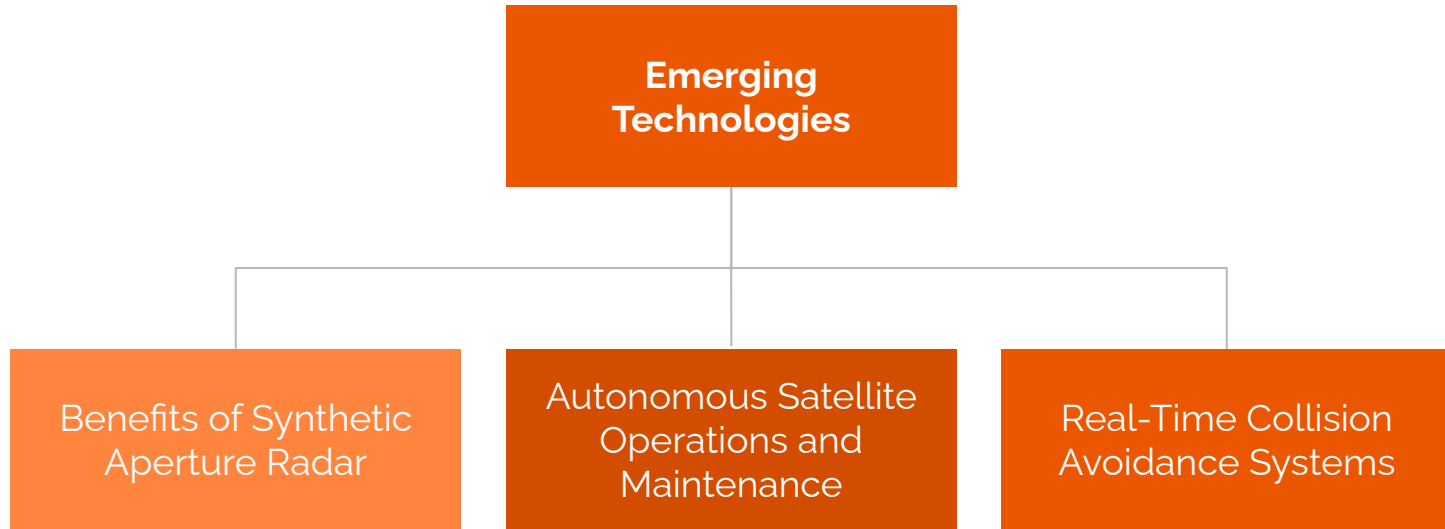 Emerging
Technologies
Benefits of Synthetic
Aperture Radar
Autonomous Satellite
Operations and
Maintenance
Real-Time Collision
Avoidance Systems